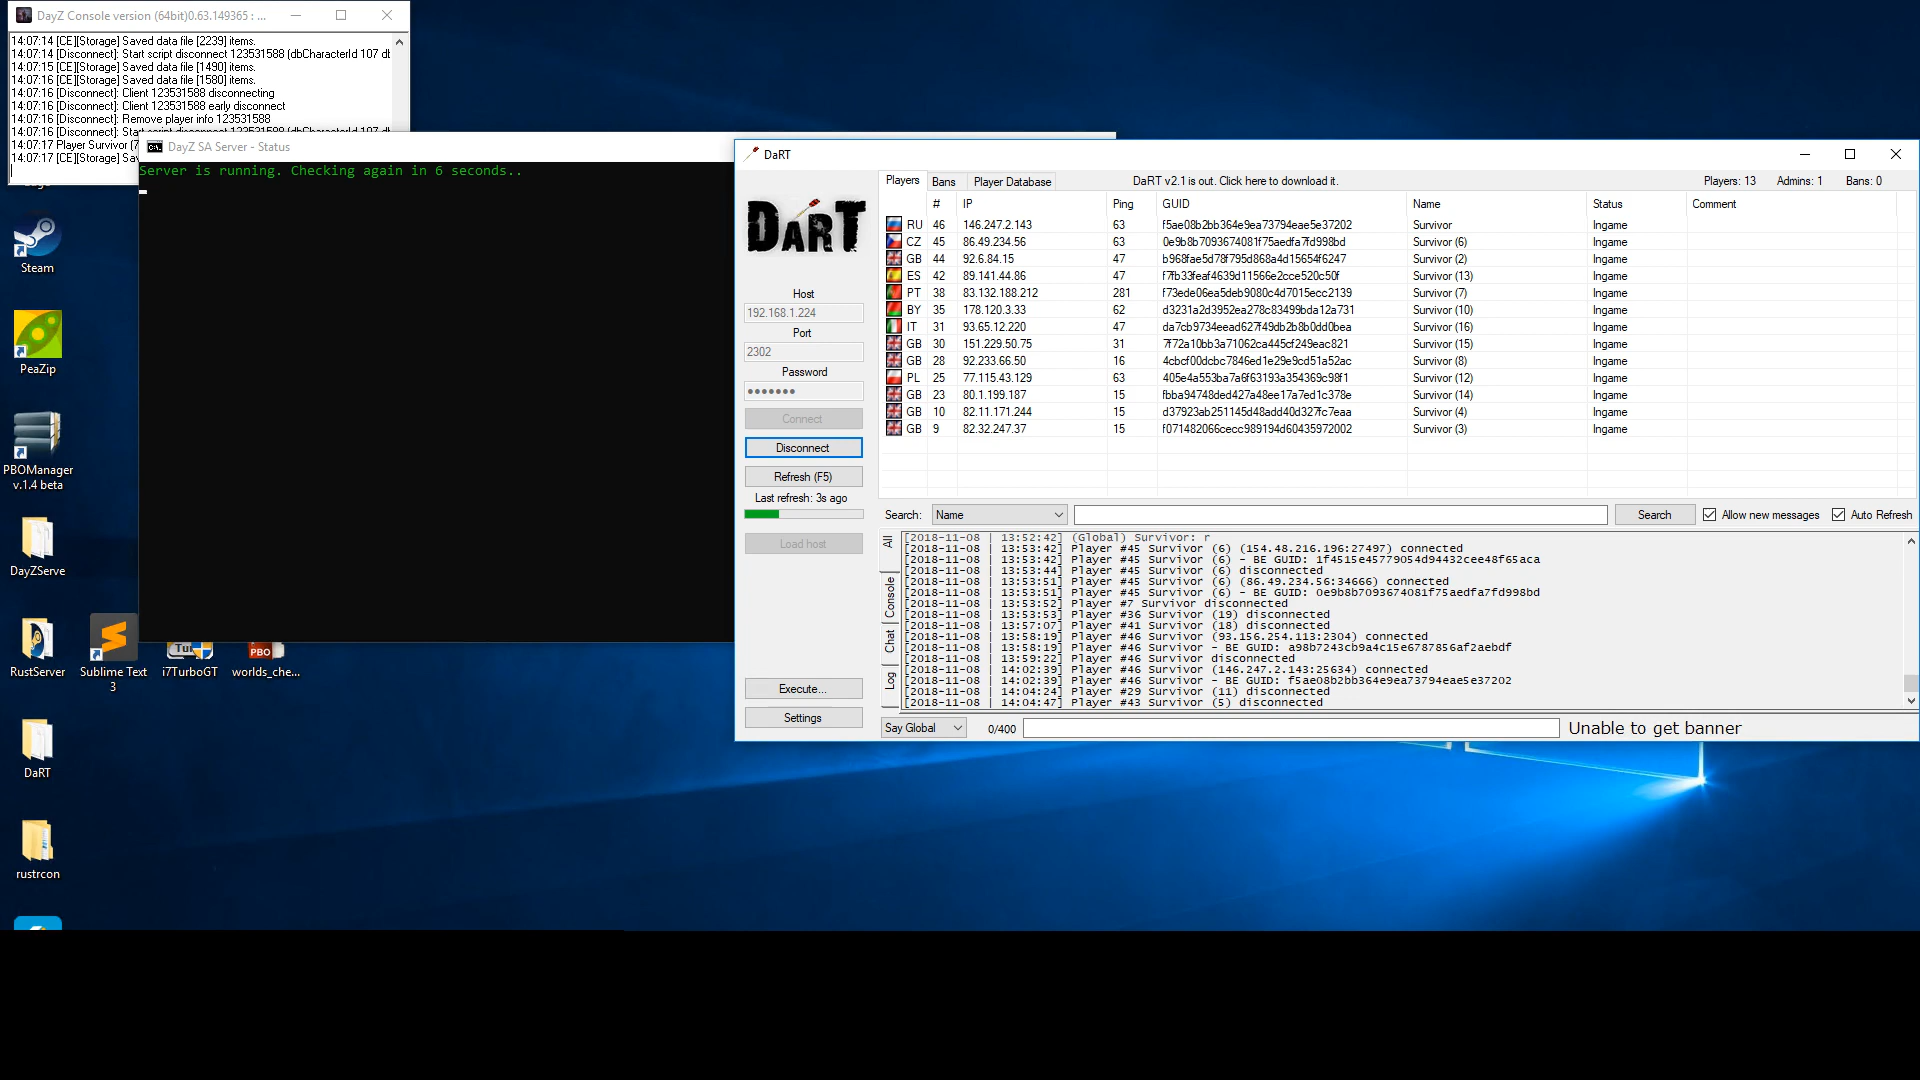 DayZ Console version (64bit)0.63.149365 : ...
14:07:14 [CE][Storage] Saved data file [2239] items.
14:07:14 [Disconnect]: Start script disconnect 123531588 (dbCharacterId 107 dt
14:07:15 [CE][Storage] Saved data file [1490] items.
14:07:16 [CE][Storage] Saved data file [1580] items.
14:07:16 [Disconnect]: Client 123531588 disconnecting
14:07:16 [Disconnect]: Client 123531588 early disconnect
14:07:16 [Disconnect]: Remove player info 123531588
14:07:16 [Disconnect]: Start script disconnect 123531588 (dbCharacterId 107 dt
14:07:17 Player Survivor (7
14:07:17 [CE][Storage] Sav
DayZ SA Server - Status
Server is running. Checking again in 6 seconds..
Steam
PeaZip
PBOManager
v.1.4 beta
DayZServe
RustServer
Sublime Text
3
i7TurboGT
PBO
worlds_che...
DaRT
rustrcon
DaRT
DART
Host
192.168.1.224
Port
2302
Password
•••••••
Connect
Disconnect
Refresh (F5)
Last refresh: 3s ago
Load host
Execute...
Settings
Players Bans Player Database DaRT v2.1 is out. Click here to download it. Players: 13 Admins: 1 Bans: 0
# IP Ping GUID Name Status Comment
RU 46 146.247.2.143 63 f5ae08b2bb364e9ea73794eae5e37202 Survivor Ingame
CZ 45 86.49.234.56 63 0e9b8b7093674081f75aedfa7fd998bd Survivor (6) Ingame
GB 44 92.6.84.15 47 b968fae5d78f795d868a4d15654f6247 Survivor (2) Ingame
ES 42 89.141.44.86 47 f7fb33feaf4639d11566e2cce520c50f Survivor (13) Ingame
PT 38 83.132.188.212 281 f73ede06ea5deb9080c4d7015ecc2139 Survivor (7) Ingame
BY 35 178.120.3.33 62 d3231a2d3952ea278c83499bda12a731 Survivor (10) Ingame
IT 31 93.65.12.220 47 da7cb9734eead627f49db2b8b0dd0bea Survivor (16) Ingame
GB 30 151.229.50.75 31 7f72a10bb3a71062ca445cf249eac821 Survivor (15) Ingame
GB 28 92.233.66.50 16 4cbcf00dcbc7846ed1e29e9cd51a52ac Survivor (8) Ingame
PL 25 77.115.43.129 63 405e4a553ba7a6f63193a354369c98f1 Survivor (12) Ingame
GB 23 80.1.199.187 15 fbba94748ded427a48ee17a7ed1c378e Survivor (14) Ingame
GB 10 82.11.171.244 15 d37923ab251145d48add40d327fc7eaa Survivor (4) Ingame
GB 9 82.32.247.37 15 f071482066cecc989194d60435972002 Survivor (3) Ingame
Search: Name Search Allow new messages Auto Refresh
All
Console
Chat
Log
[2018-11-08 | 13:52:42] (Global) Survivor: r
[2018-11-08 | 13:53:42] Player #45 Survivor (6) (154.48.216.196:27497) connected
[2018-11-08 | 13:53:42] Player #45 Survivor (6) - BE GUID: 1f4515e45779054d94432cee48f65aca
[2018-11-08 | 13:53:44] Player #45 Survivor (6) disconnected
[2018-11-08 | 13:53:51] Player #45 Survivor (6) (86.49.234.56:34666) connected
[2018-11-08 | 13:53:51] Player #45 Survivor (6) - BE GUID: 0e9b8b7093674081f75aedfa7fd998bd
[2018-11-08 | 13:53:52] Player #7 Survivor disconnected
[2018-11-08 | 13:53:53] Player #36 Survivor (19) disconnected
[2018-11-08 | 13:57:07] Player #41 Survivor (18) disconnected
[2018-11-08 | 13:58:19] Player #46 Survivor (93.156.254.113:2304) connected
[2018-11-08 | 13:58:19] Player #46 Survivor - BE GUID: a98b7243cb9a4c15e6787856af2aebdf
[2018-11-08 | 13:59:22] Player #46 Survivor disconnected
[2018-11-08 | 14:02:39] Player #46 Survivor (146.247.2.143:25634) connected
[2018-11-08 | 14:02:39] Player #46 Survivor - BE GUID: f5ae08b2bb364e9ea73794eae5e37202
[2018-11-08 | 14:04:24] Player #29 Survivor (11) disconnected
[2018-11-08 | 14:04:47] Player #43 Survivor (5) disconnected
Say Global 0/400 Unable to get banner